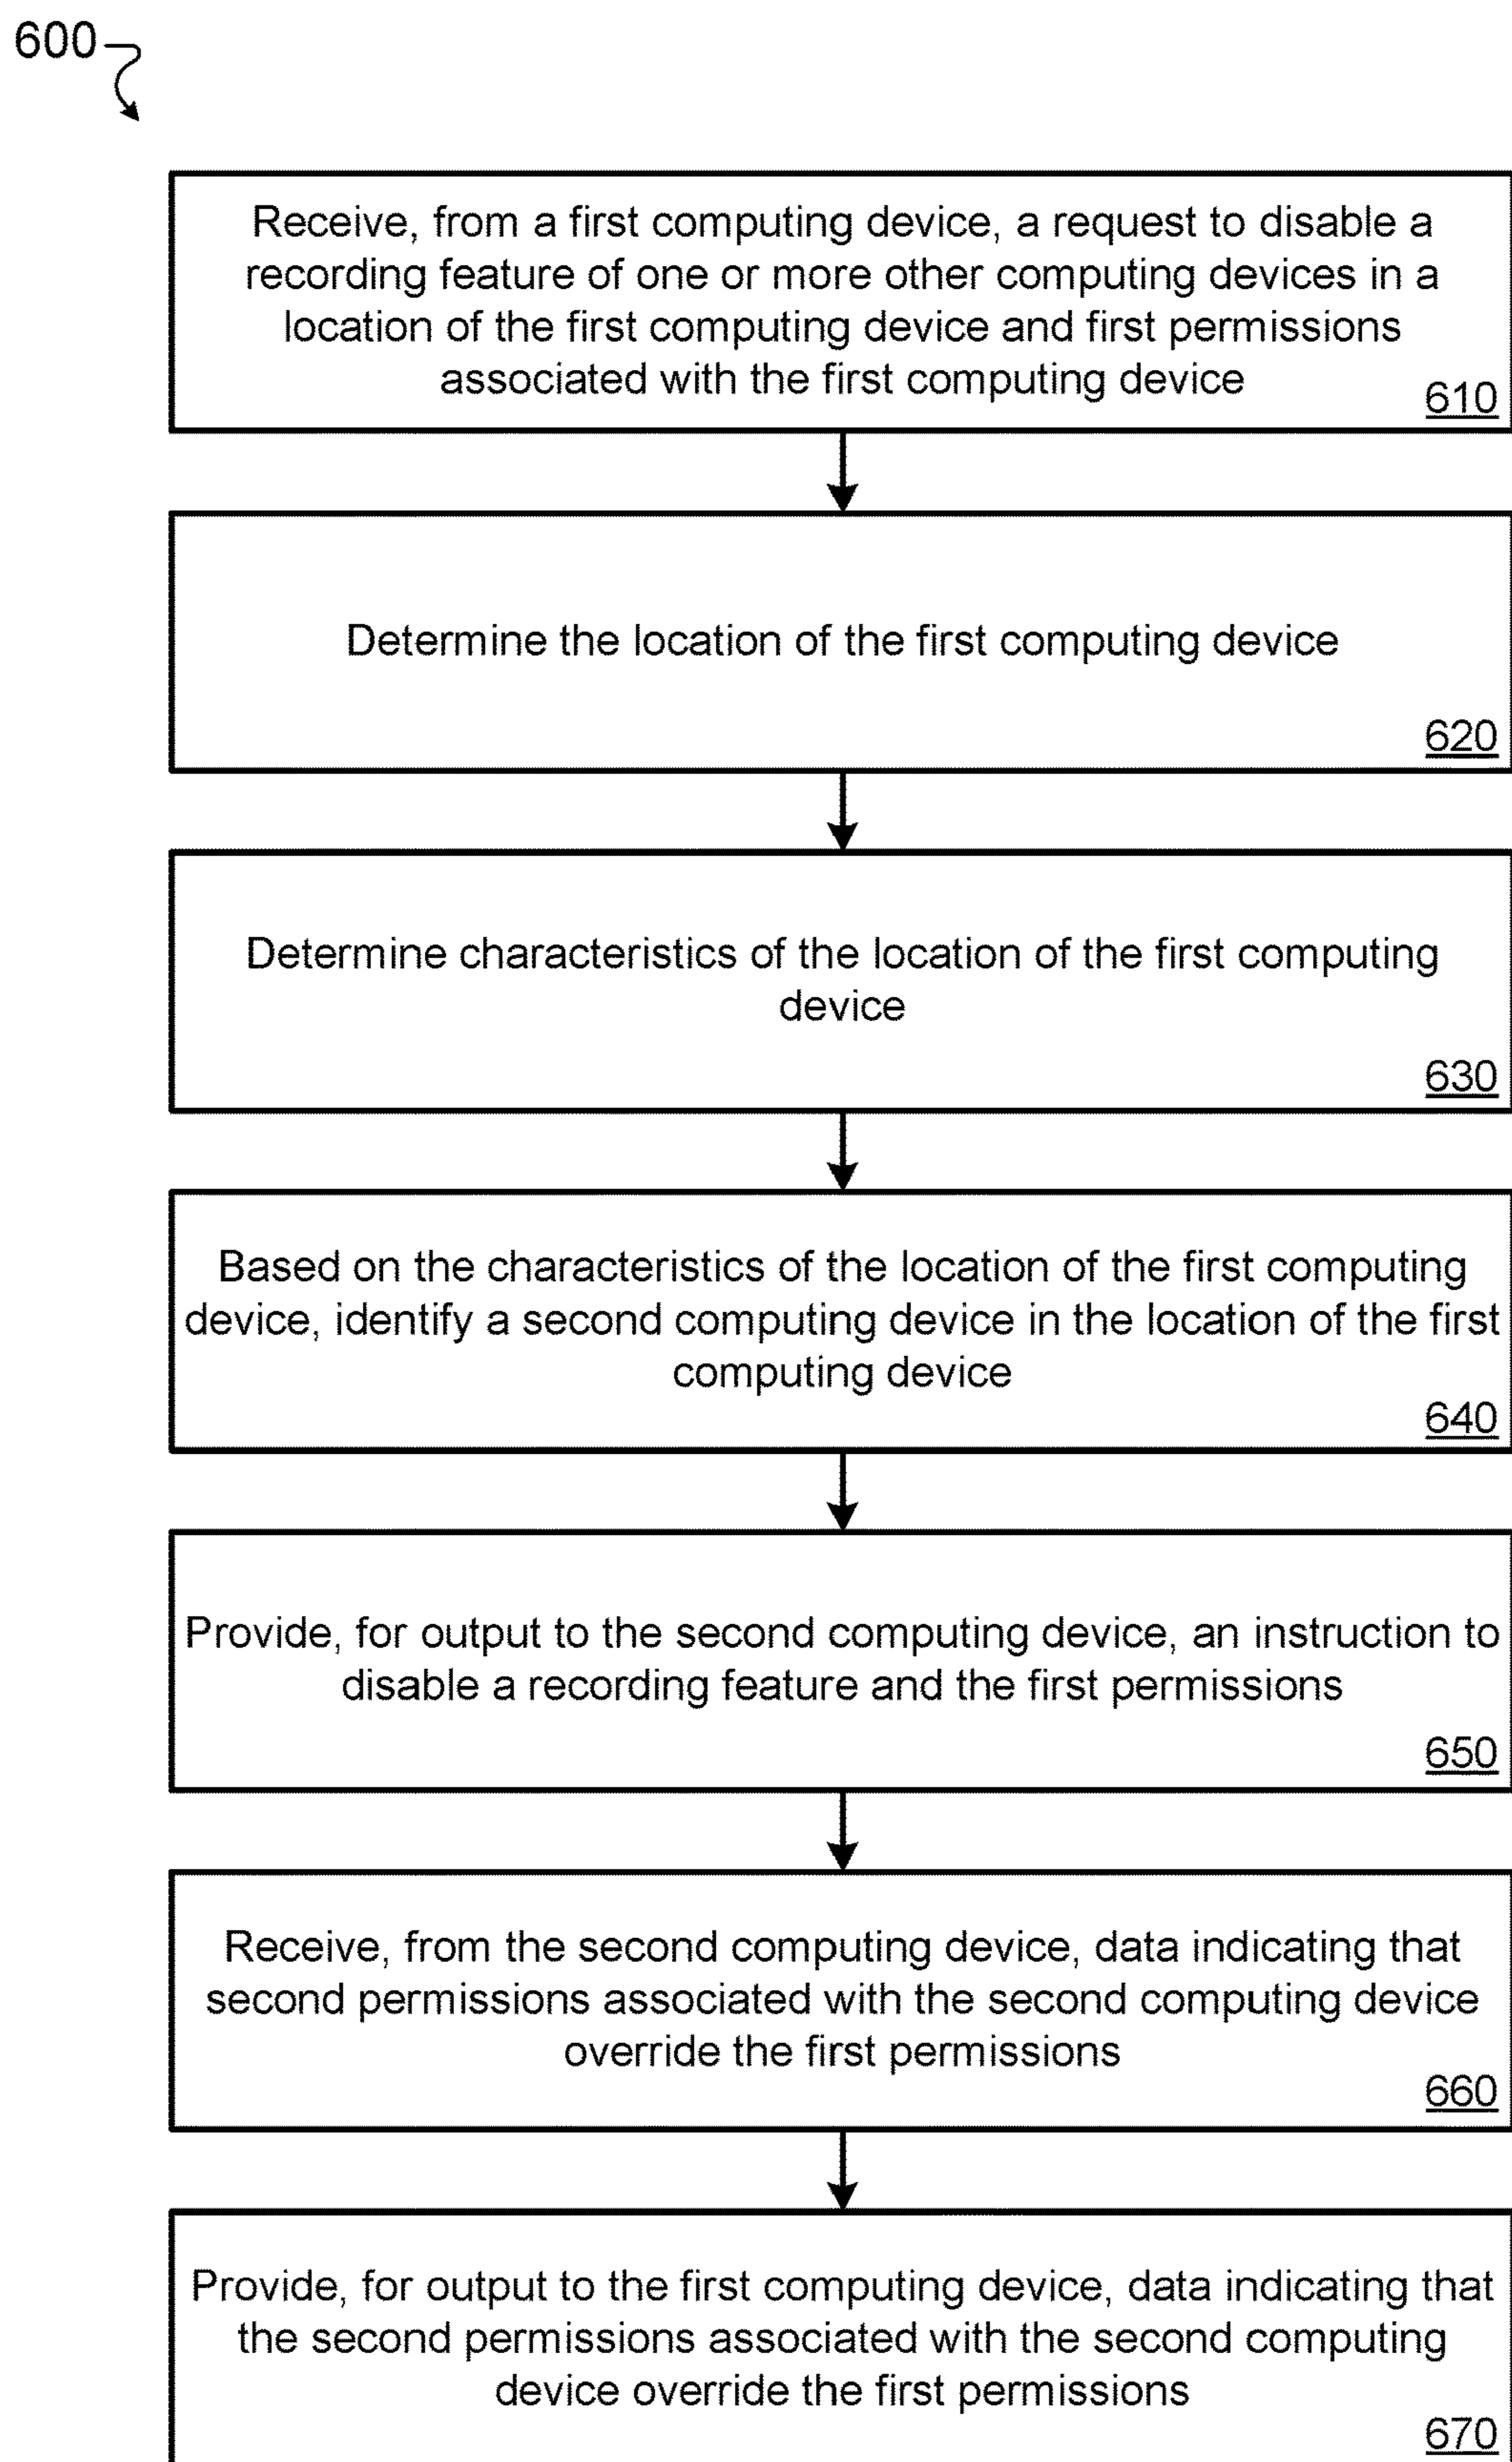 600
Receive, from a first computing device, a request to disable a
recording feature of one or more other computing devices in a
location of the first computing device and first permissions
associated with the first computing device
610
Determine the location of the first computing device
620
Determine characteristics of the location of the first computing
device
630
Based on the characteristics of the location of the first computing
device, identify a second computing device in the location of the first
computing device
640
Provide, for output to the second computing device, an instruction to
disable a recording feature and the first permissions
650
Receive, from the second computing device, data indicating that
second permissions associated with the second computing device
override the first permissions
660
Provide, for output to the first computing device, data indicating that
the second permissions associated with the second computing
device override the first permissions
670